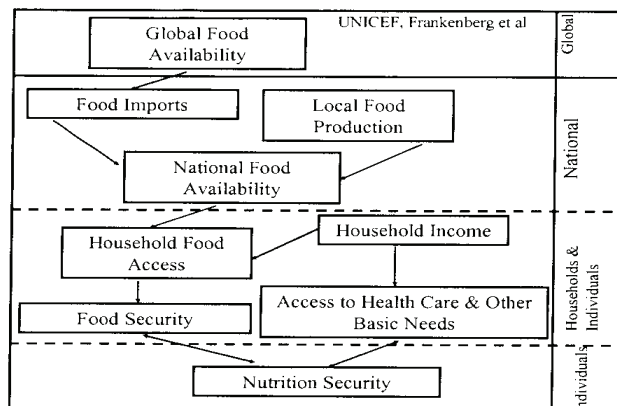 UNICEF, Frankenberg et al
Global Food
Availability
Global
Food Imports
Local Food
Production
National Food
Availability
National
Household Food
Access
Household Income
Food Security
Access to Health Care & Other
Basic Needs
Households &
Individuals
Nutrition Security
Individuals